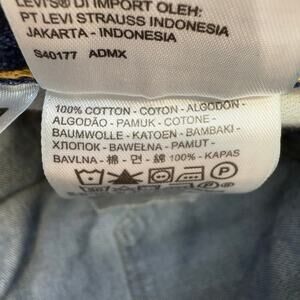 LEVI'S® DI IMPORT OLEH:
PT LEVI STRAUSS INDONESIA
JAKARTA - INDONESIA
S40177 ADMX
100% COTTON - COTON - ALGODON -
ALGODÃO - PAMUK - COTONE -
BAUMWOLLE - KATOEN - BAMBAKI -
ХЛОПОК - BAWEŁNA - PAMUT -
BAVLNA - 棉 - 면 - 綿 100% - KAPAS